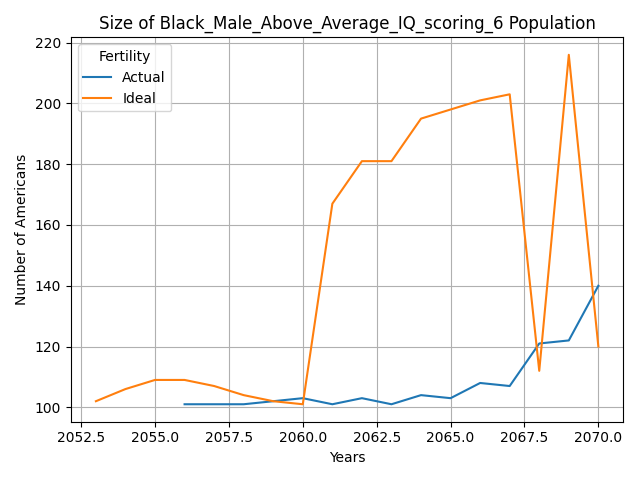 Size of Black_Male_Above_Average_IQ_scoring_6 Population
Fertility
Actual
Ideal
Number of Americans
220
200
180
160
140
120
100
2052.5 2055.0 2057.5 2060.0 2062.5 2065.0 2067.5 2070.0
Years